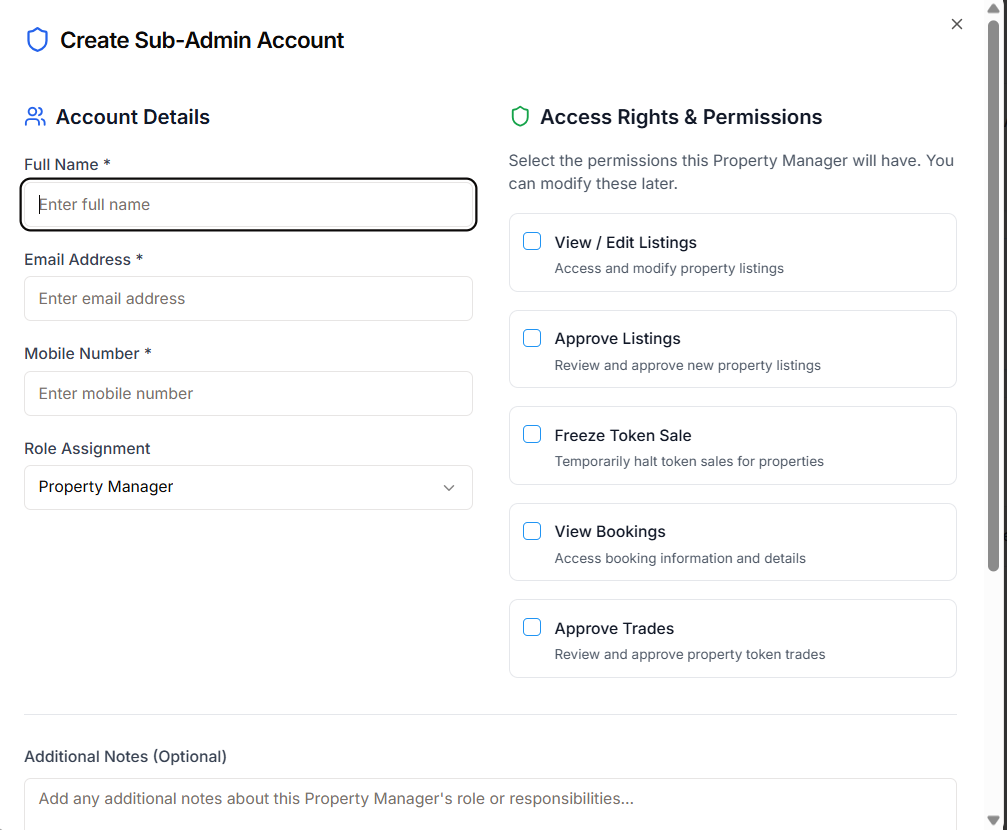 Create Sub-Admin Account
Account Details
Full Name *
Enter full name
Email Address *
Enter email address
Mobile Number *
Enter mobile number
Role Assignment
Property Manager
Access Rights & Permissions
Select the permissions this Property Manager will have. You
can modify these later.
View / Edit Listings
Access and modify property listings
Approve Listings
Review and approve new property listings
Freeze Token Sale
Temporarily halt token sales for properties
View Bookings
Access booking information and details
Approve Trades
Review and approve property token trades
Additional Notes (Optional)
Add any additional notes about this Property Manager's role or responsibilities...